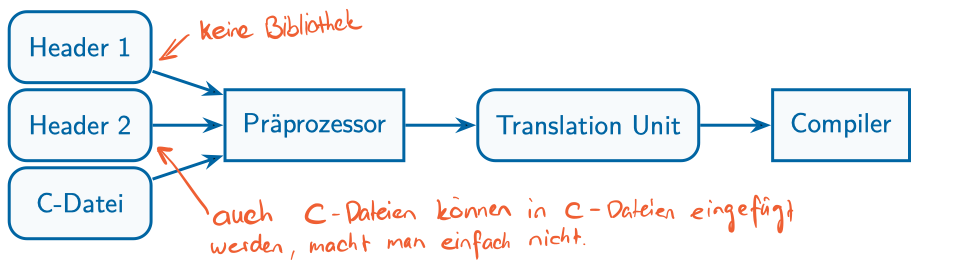 Header 1
keine Bibliothek
Header 2
Präprozessor
Translation Unit
Compiler
C-Datei
auch C-Dateien können in C-Dateien eingefügt
werden, macht man einfach nicht.